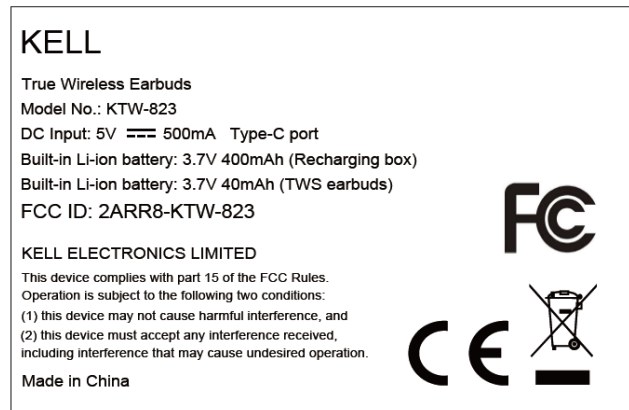 KELL
True Wireless Earbuds
Model No.: KTW-823
DC Input: 5V ⎓ 500mA Type-C port
Built-in Li-ion battery: 3.7V 400mAh (Recharging box)
Built-in Li-ion battery: 3.7V 40mAh (TWS earbuds)
FCC ID: 2ARR8-KTW-823
KELL ELECTRONICS LIMITED
This device complies with part 15 of the FCC Rules.
Operation is subject to the following two conditions:
(1) this device may not cause harmful interference, and
(2) this device must accept any interference received,
including interference that may cause undesired operation.
Made in China
FC
CE